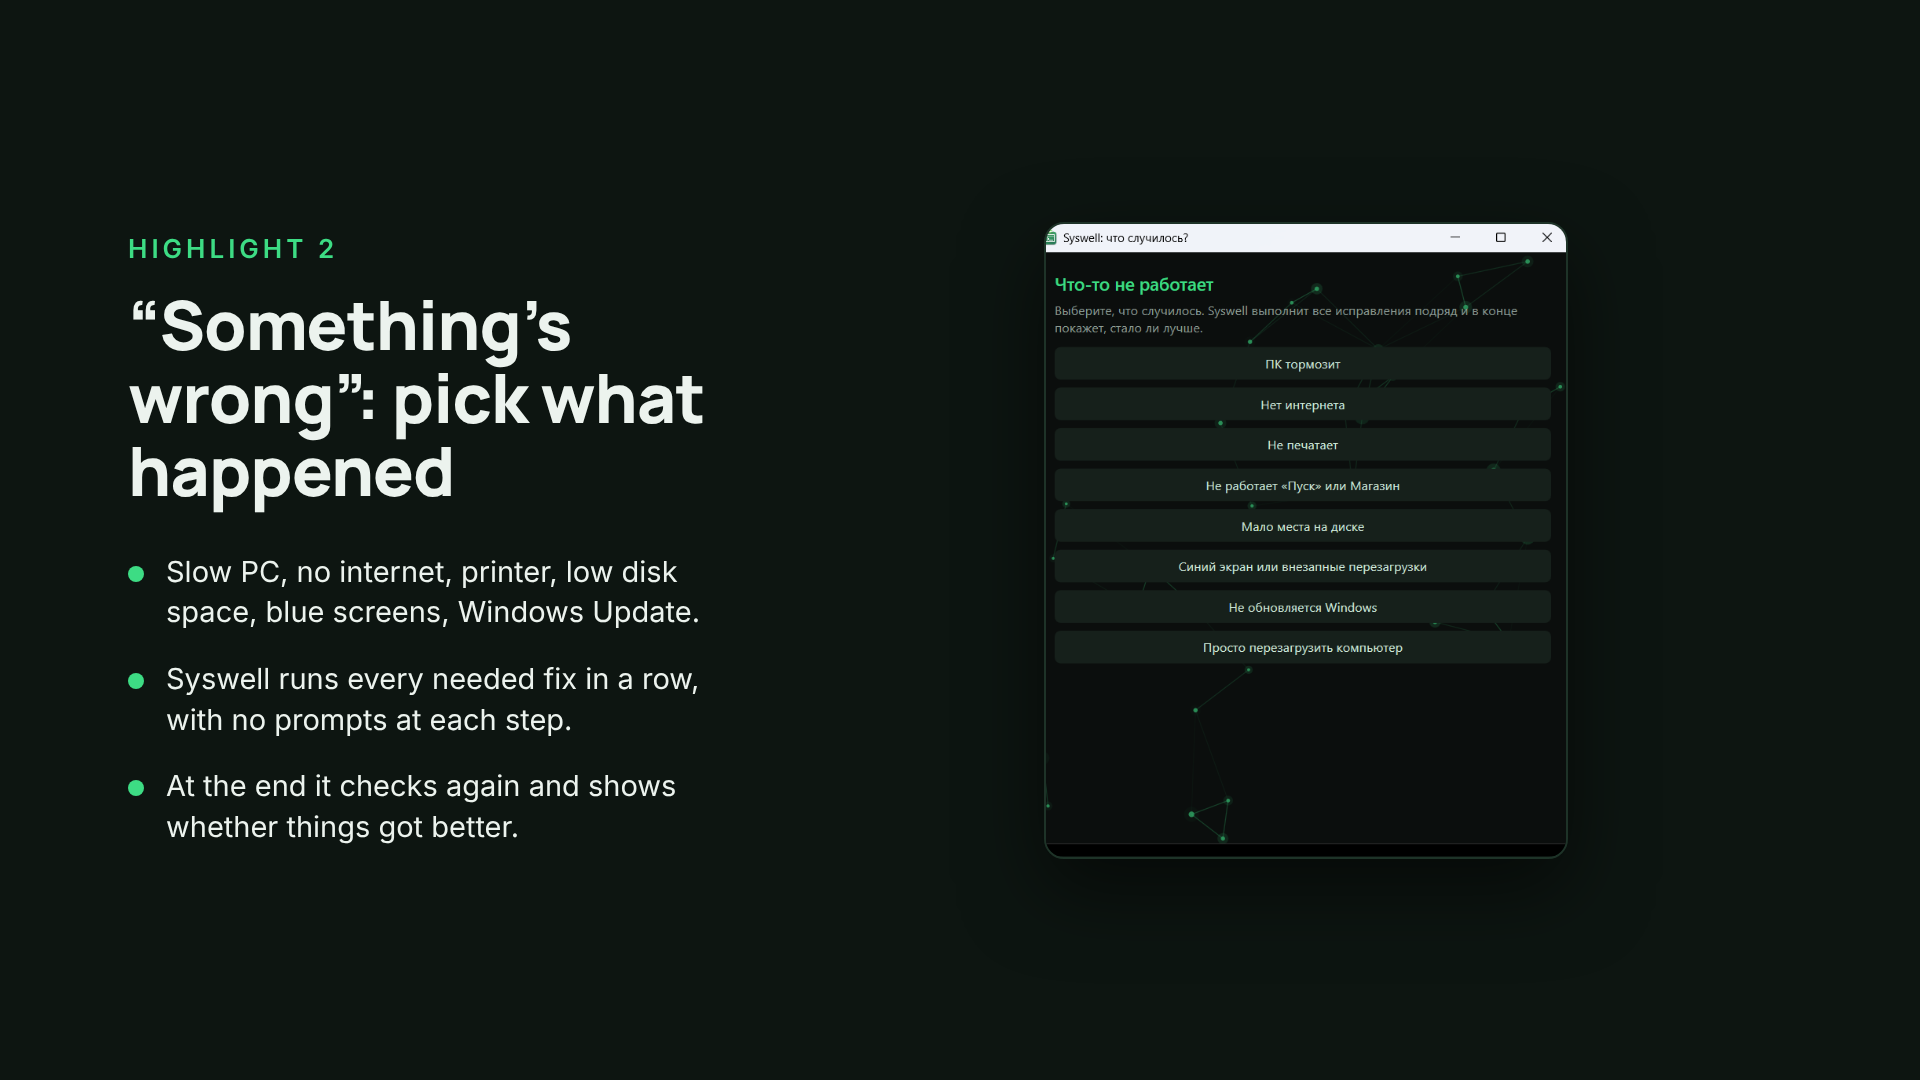 HIGHLIGHT 2
“Something’s
wrong”: pick what
happened
Slow PC, no internet, printer, low disk
space, blue screens, Windows Update.
Syswell runs every needed fix in a row,
with no prompts at each step.
At the end it checks again and shows
whether things got better.
Syswell: что случилось?
Что-то не работает
Выберите, что случилось. Syswell выполнит все исправления подряд и в конце
покажет, стало ли лучше.
ПК тормозит
Нет интернета
Не печатает
Не работает «Пуск» или Магазин
Мало места на диске
Синий экран или внезапные перезагрузки
Не обновляется Windows
Просто перезагрузить компьютер